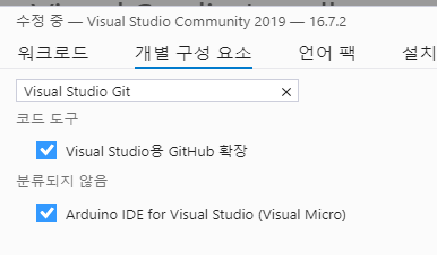 수정 중 — Visual Studio Community 2019 — 16.7.2
워크로드 개별 구성 요소 언어 팩 설치
Visual Studio Git ×
코드 도구
Visual Studio용 GitHub 확장
분류되지 않음
Arduino IDE for Visual Studio (Visual Micro)